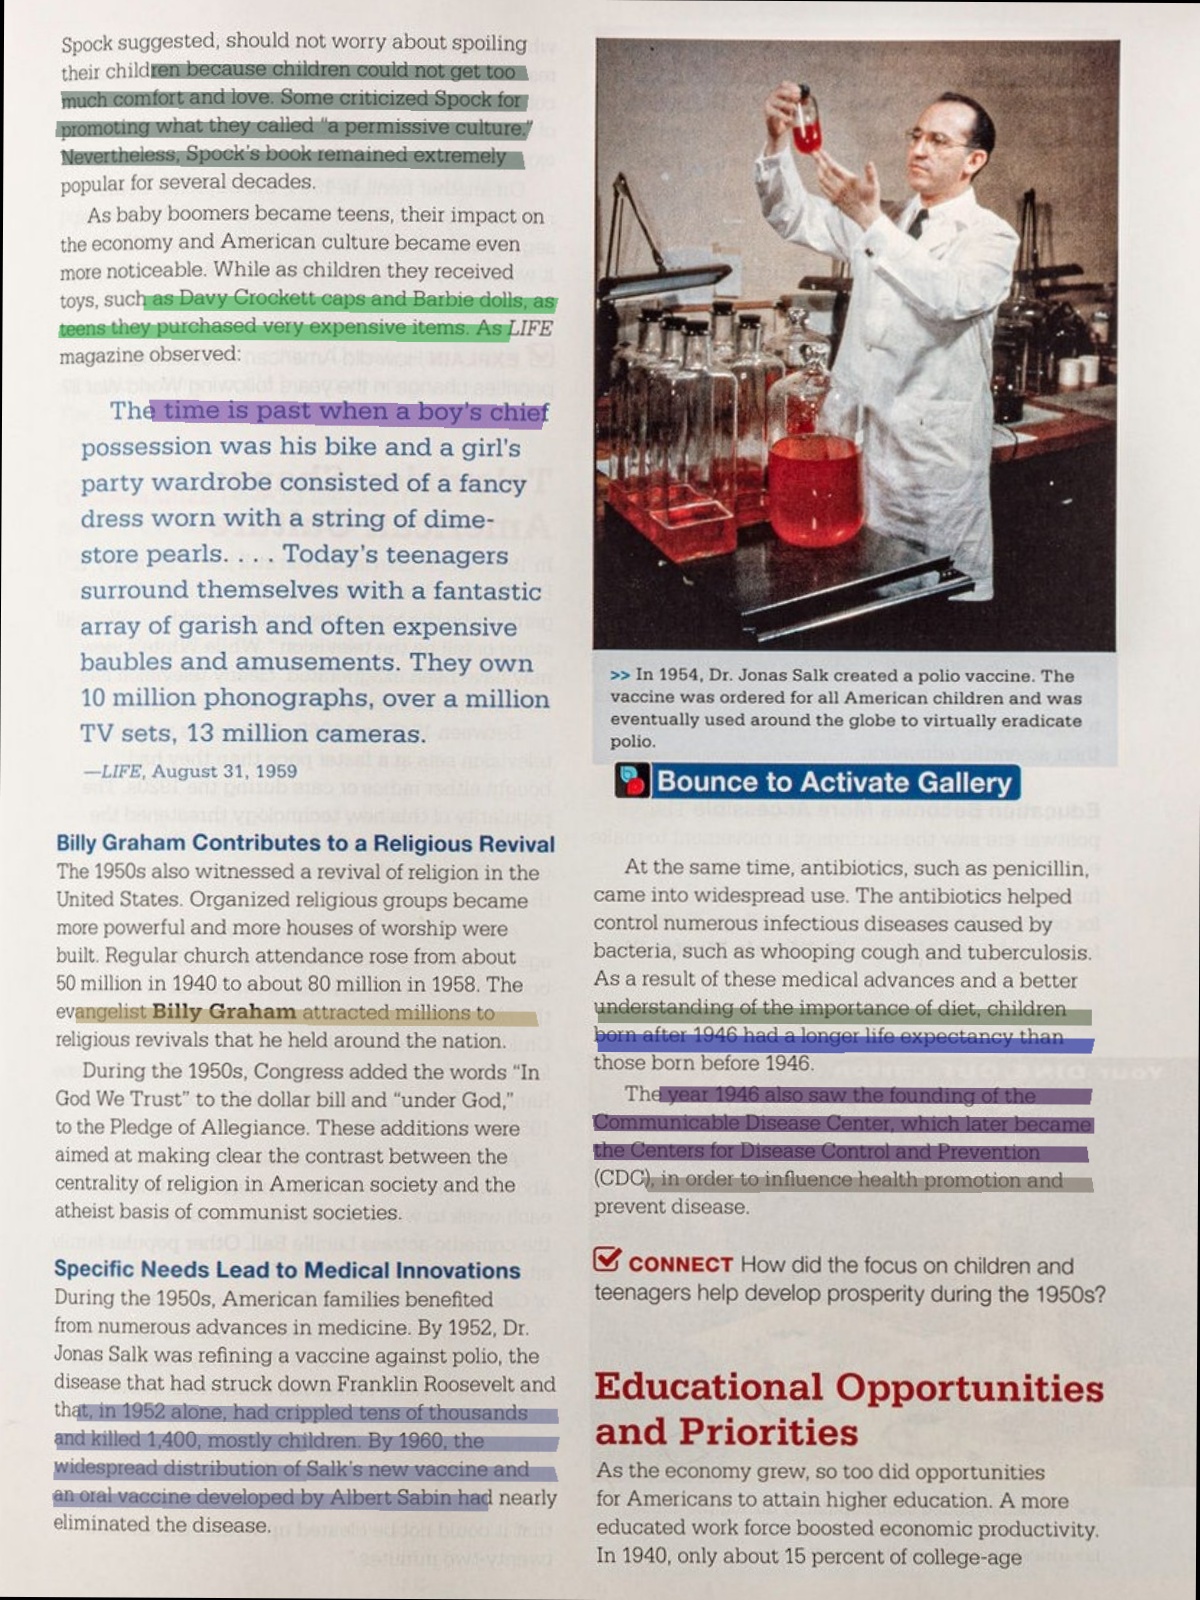 Spock suggested, should not worry about spoiling
their children because children could not get too
much comfort and love. Some criticized Spock for
promoting what they called “a permissive culture.”
Nevertheless, Spock’s book remained extremely
popular for several decades.
As baby boomers became teens, their impact on
the economy and American culture became even
more noticeable. While as children they received
toys, such as Davy Crockett caps and Barbie dolls, as
teens they purchased very expensive items. As LIFE
magazine observed:
The time is past when a boy’s chief
possession was his bike and a girl’s
party wardrobe consisted of a fancy
dress worn with a string of dime-
store pearls. . . . Today’s teenagers
surround themselves with a fantastic
array of garish and often expensive
baubles and amusements. They own
10 million phonographs, over a million
TV sets, 13 million cameras.
—LIFE, August 31, 1959
Billy Graham Contributes to a Religious Revival
The 1950s also witnessed a revival of religion in the
United States. Organized religious groups became
more powerful and more houses of worship were
built. Regular church attendance rose from about
50 million in 1940 to about 80 million in 1958. The
evangelist Billy Graham attracted millions to
religious revivals that he held around the nation.
During the 1950s, Congress added the words “In
God We Trust” to the dollar bill and “under God,”
to the Pledge of Allegiance. These additions were
aimed at making clear the contrast between the
centrality of religion in American society and the
atheist basis of communist societies.
Specific Needs Lead to Medical Innovations
During the 1950s, American families benefited
from numerous advances in medicine. By 1952, Dr.
Jonas Salk was refining a vaccine against polio, the
disease that had struck down Franklin Roosevelt and
that, in 1952 alone, had crippled tens of thousands
and killed 1,400, mostly children. By 1960, the
widespread distribution of Salk’s new vaccine and
an oral vaccine developed by Albert Sabin had nearly
eliminated the disease.
>> In 1954, Dr. Jonas Salk created a polio vaccine. The
vaccine was ordered for all American children and was
eventually used around the globe to virtually eradicate
polio.
Bounce to Activate Gallery
At the same time, antibiotics, such as penicillin,
came into widespread use. The antibiotics helped
control numerous infectious diseases caused by
bacteria, such as whooping cough and tuberculosis.
As a result of these medical advances and a better
understanding of the importance of diet, children
born after 1946 had a longer life expectancy than
those born before 1946.
The year 1946 also saw the founding of the
Communicable Disease Center, which later became
the Centers for Disease Control and Prevention
(CDC), in order to influence health promotion and
prevent disease.
CONNECT How did the focus on children and
teenagers help develop prosperity during the 1950s?
Educational Opportunities
and Priorities
As the economy grew, so too did opportunities
for Americans to attain higher education. A more
educated work force boosted economic productivity.
In 1940, only about 15 percent of college-age